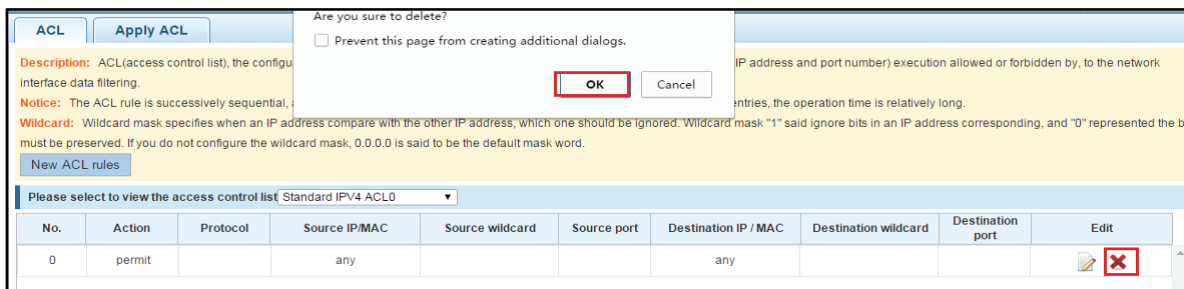 ACL Apply ACL
Are you sure to delete?
Prevent this page from creating additional dialogs.
OK Cancel
Description: ACL(access control list), the configu IP address and port number) execution allowed or forbidden by, to the network
interface data filtering.
Notice: The ACL rule is successively sequential, entries, the operation time is relatively long.
Wildcard: Wildcard mask specifies when an IP address compare with the other IP address, which one should be ignored. Wildcard mask "1" said ignore bits in an IP address corresponding, and "0" represented the b
must be preserved. If you do not configure the wildcard mask, 0.0.0.0 is said to be the default mask word.
New ACL rules
Please select to view the access control list Standard IPV4 ACL0
No. Action Protocol Source IP/MAC Source wildcard Source port Destination IP / MAC Destination wildcard Destination port Edit
0 permit any any